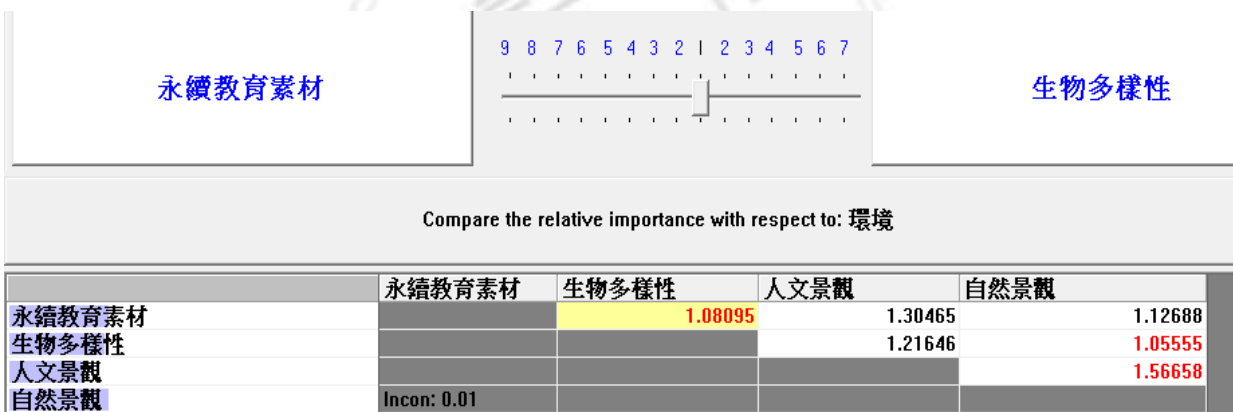 9 8 7 6 5 4 3 2 1 2 3 4 5 6 7
永續教育素材
生物多樣性
Compare the relative importance with respect to: 環境
永續教育素材 生物多樣性 人文景觀 自然景觀
永續教育素材 1.08095 1.30465 1.12688
生物多樣性 1.21646 1.05555
人文景觀 1.56658
自然景觀 Incon: 0.01